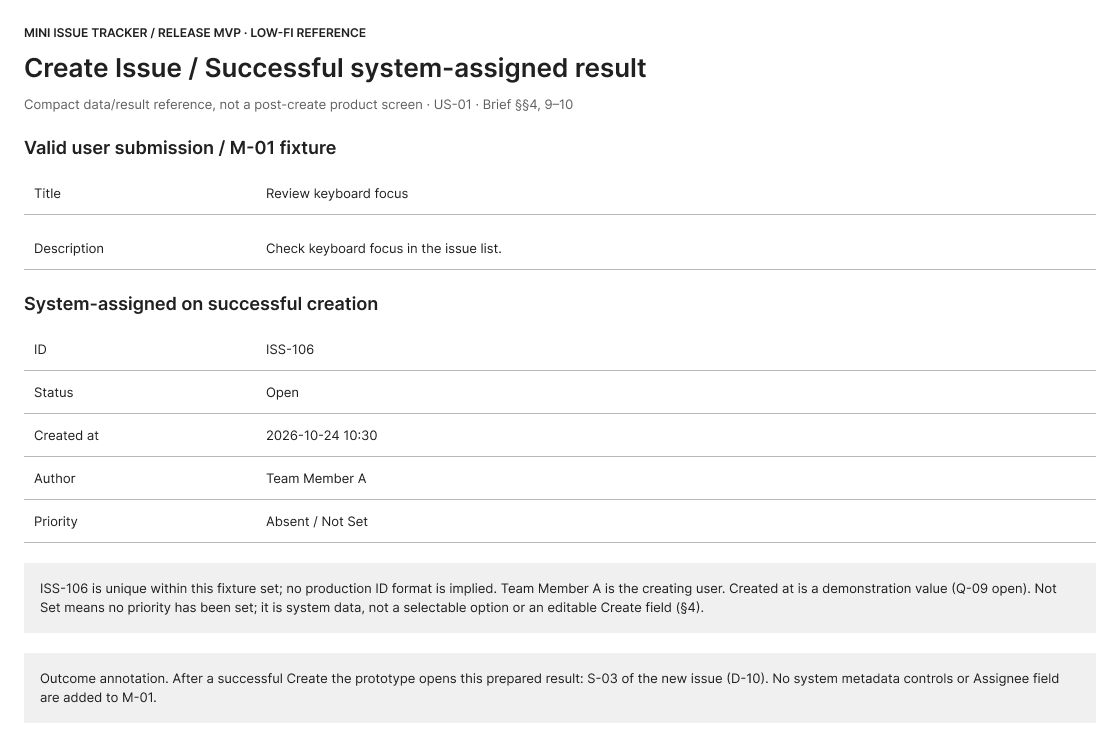 MINI ISSUE TRACKER / RELEASE MVP · LOW-FI REFERENCE
Create Issue / Successful system-assigned result
Compact data/result reference, not a post-create product screen · US-01 · Brief §§4, 9–10
Valid user submission / M-01 fixture
Title Review keyboard focus
Description Check keyboard focus in the issue list.
System-assigned on successful creation
ID ISS-106
Status Open
Created at 2026-10-24 10:30
Author Team Member A
Priority Absent / Not Set
ISS-106 is unique within this fixture set; no production ID format is implied. Team Member A is the creating user. Created at is a demonstration value (Q-09 open). Not
Set means no priority has been set; it is system data, not a selectable option or an editable Create field (§4).
Outcome annotation. After a successful Create the prototype opens this prepared result: S-03 of the new issue (D-10). No system metadata controls or Assignee field
are added to M-01.